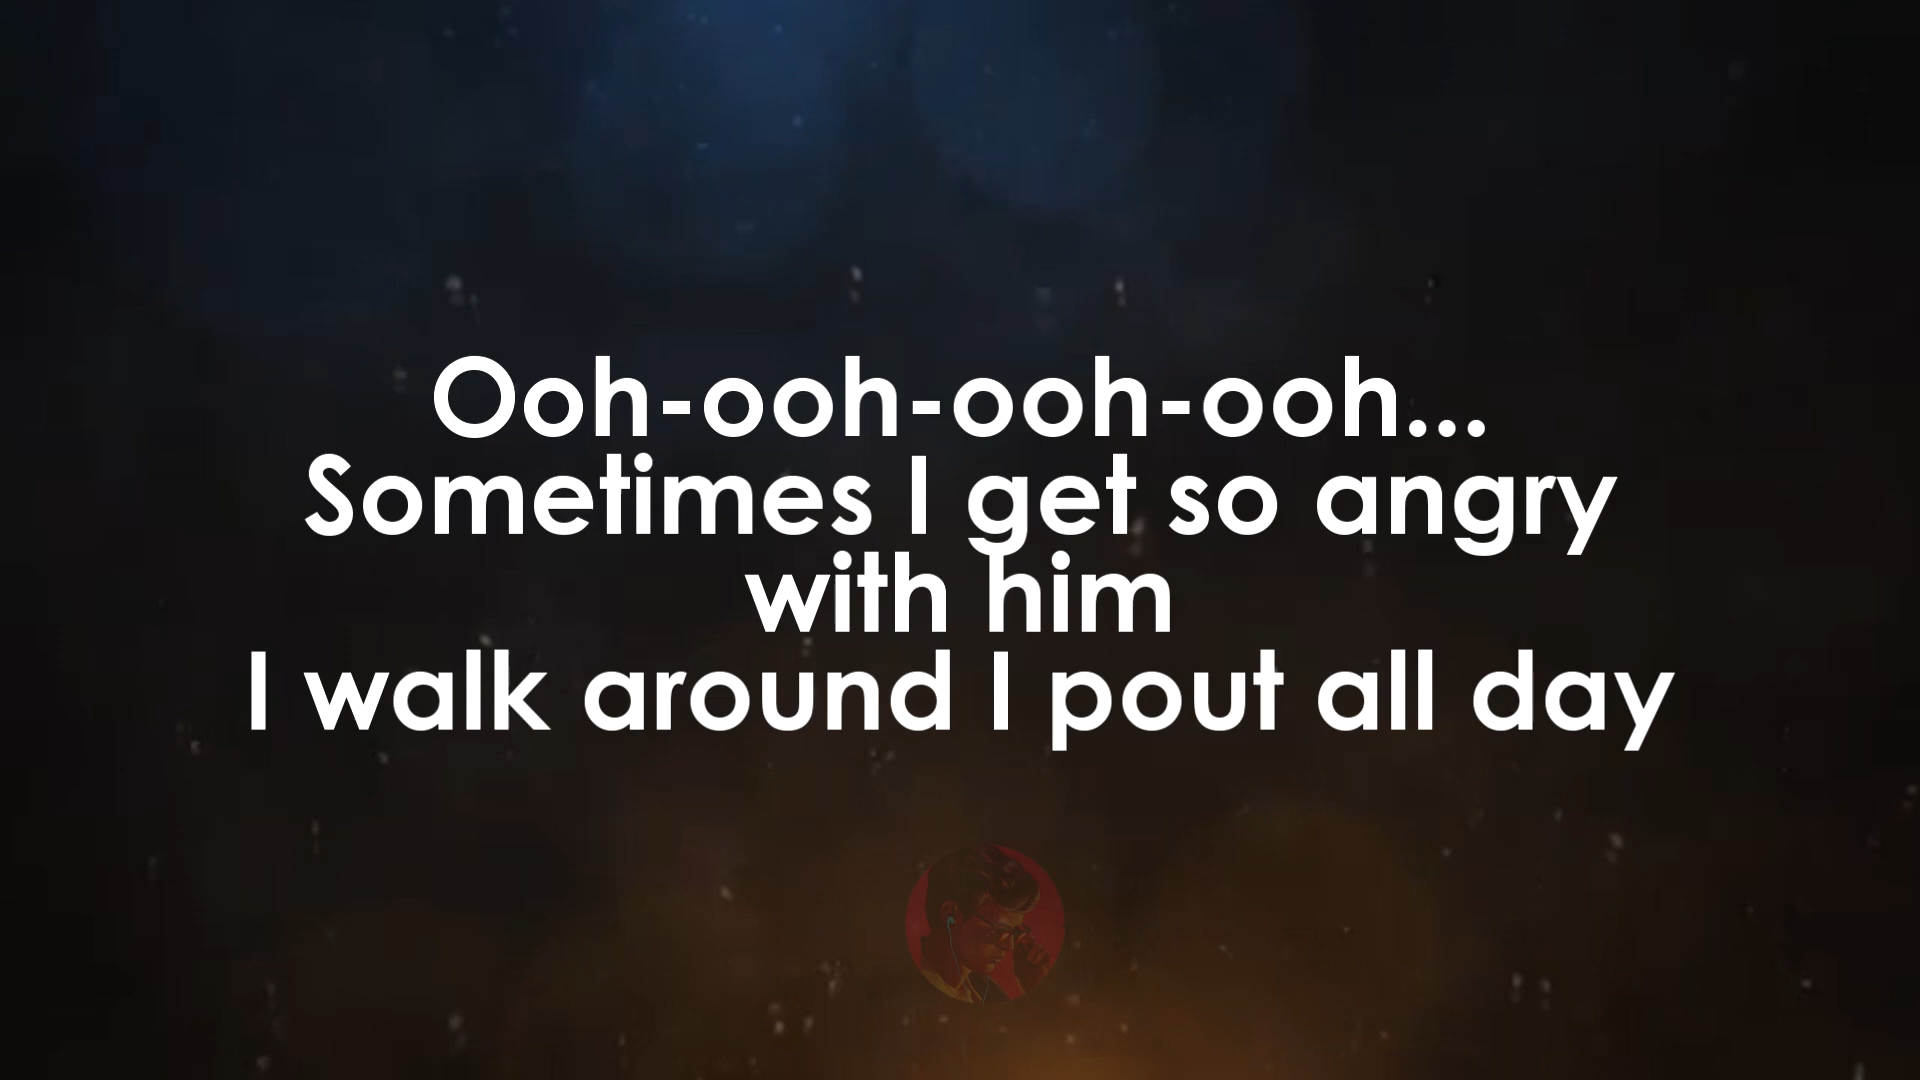 Ooh-ooh-ooh-ooh...
Sometimes I get so angry
with him
I walk around I pout all day